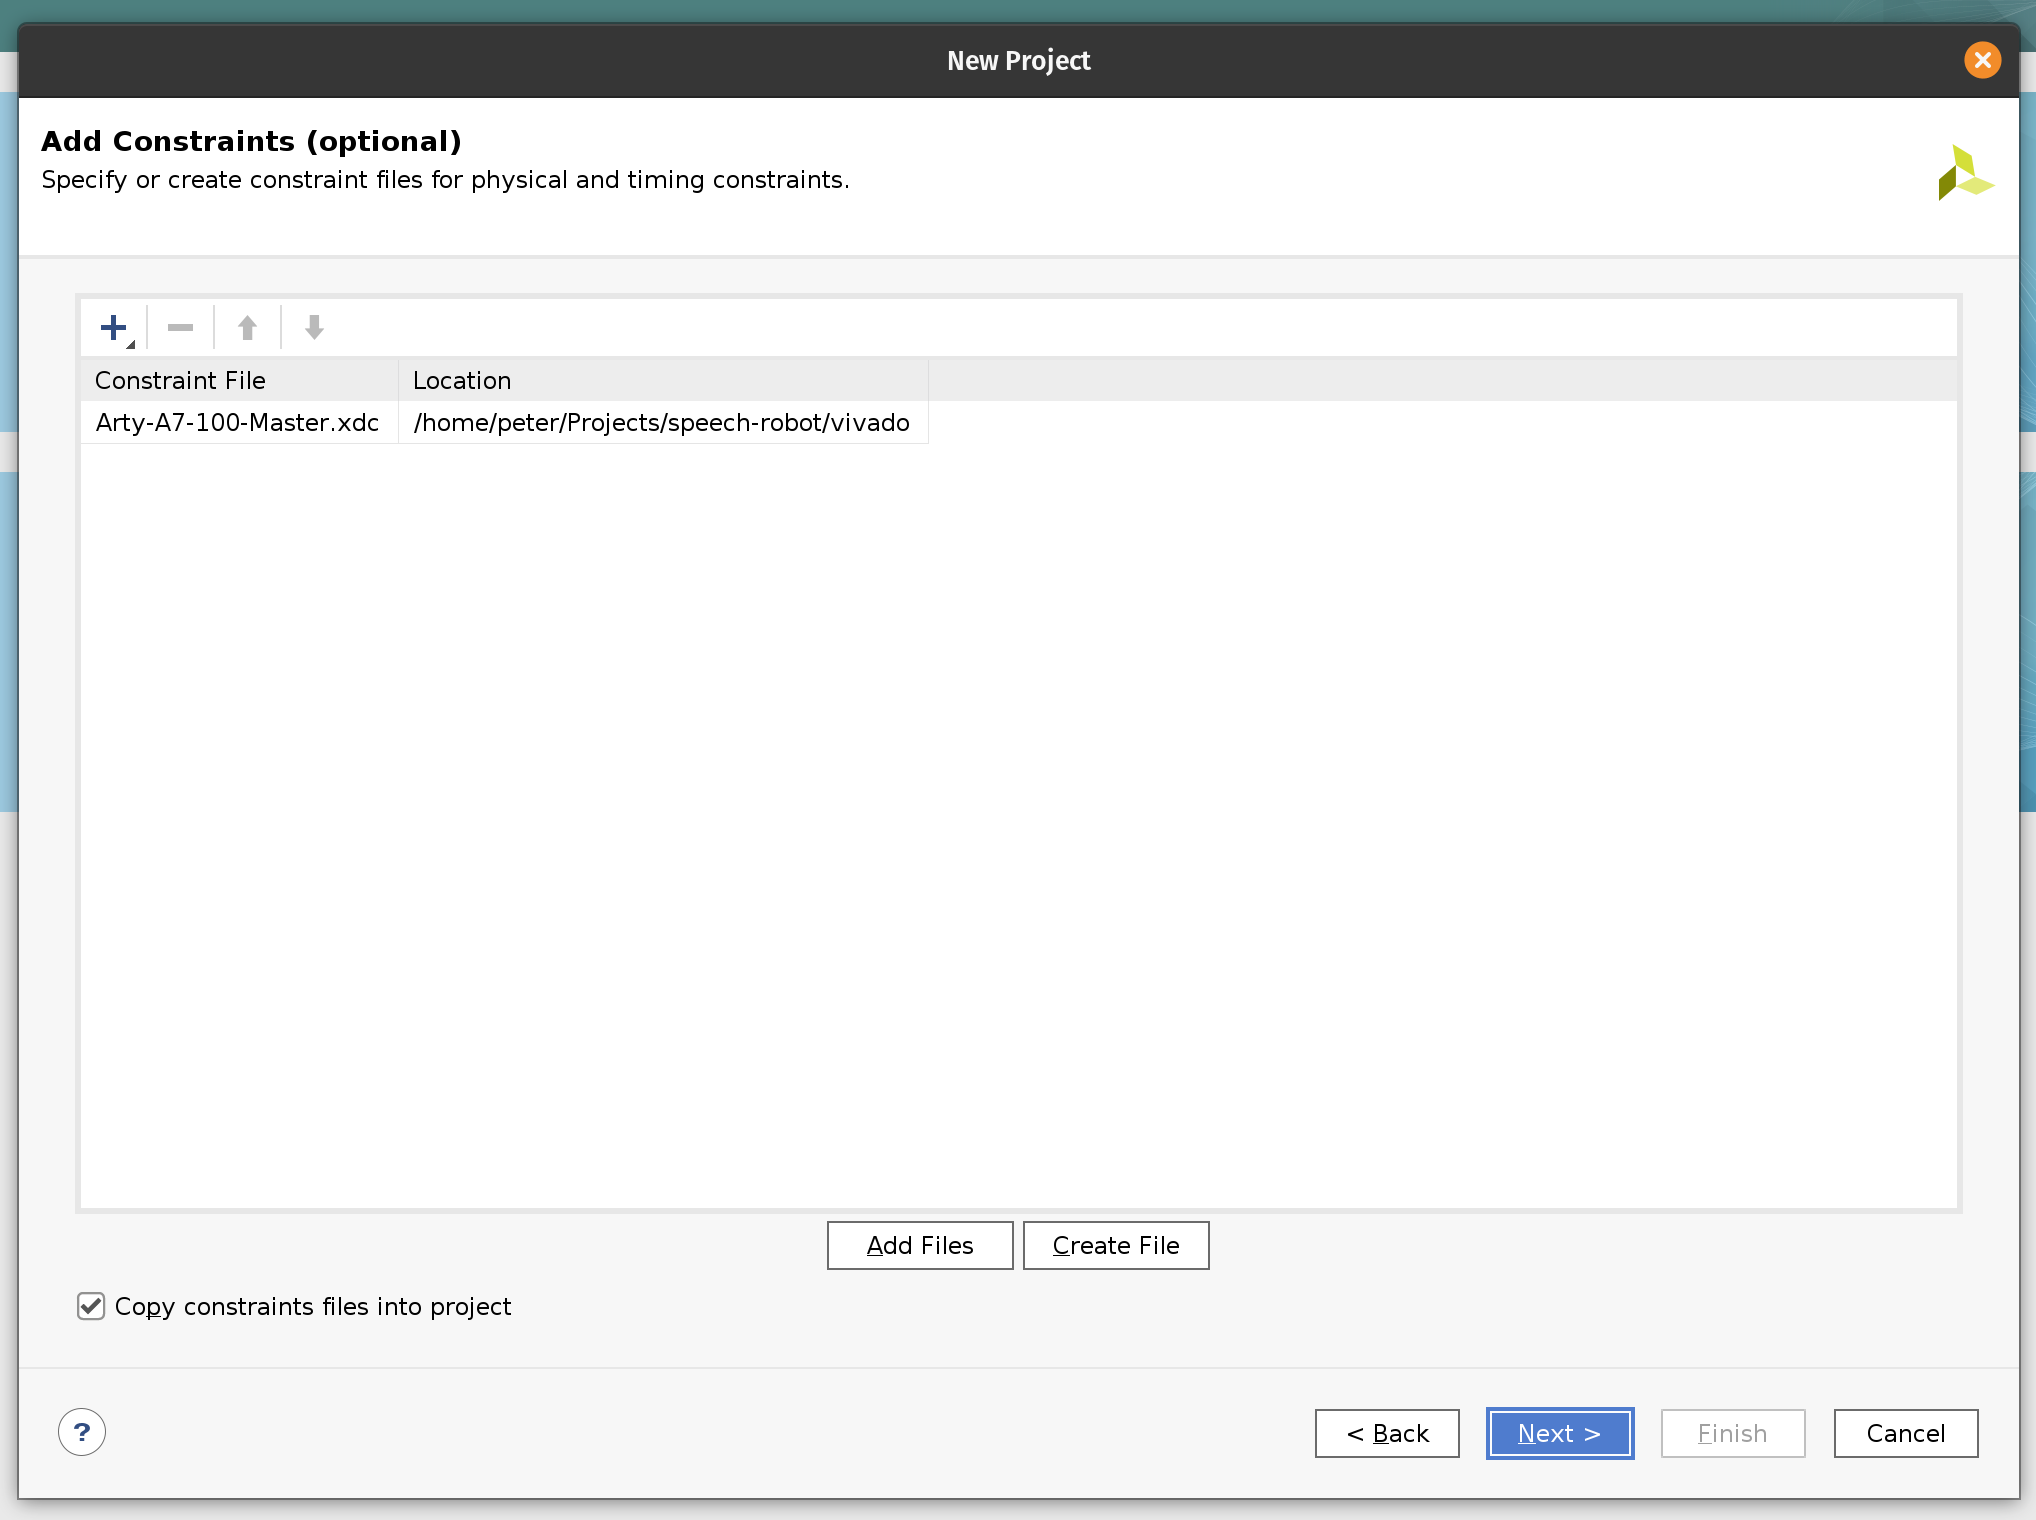 New Project
Add Constraints (optional)
Specify or create constraint files for physical and timing constraints.
Constraint File Location
Arty-A7-100-Master.xdc /home/peter/Projects/speech-robot/vivado
Add Files Create File
Copy constraints files into project
? < Back Next > Finish Cancel